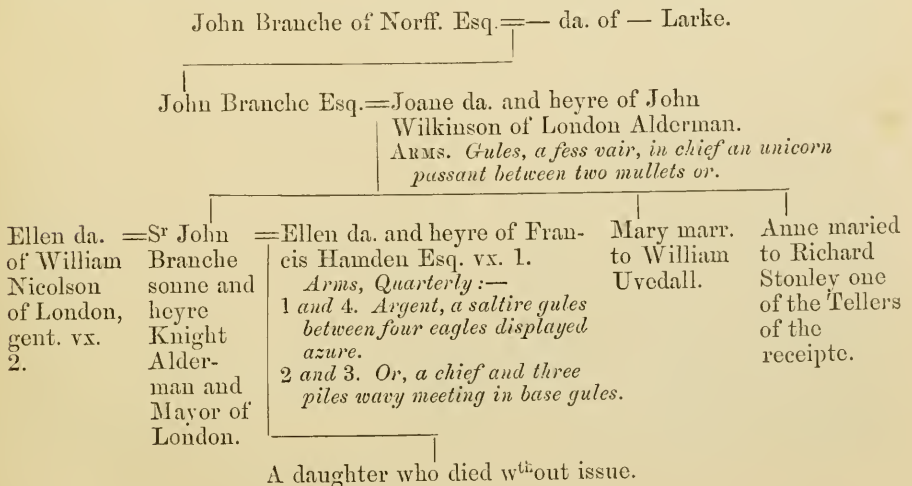 John Branche of Norff. Esq.=— da. of — Larke.
John Branche Esq.=Joane da. and heyre of John
Wilkinson of London Alderman.
ARMS. Gules, a fess vair, in chief an unicorn
passant between two mullets or.
Ellen da.
of William
Nicolson
of London,
gent. vx.
2.
=Sr John
Branche
sonne and
heyre
Knight
Alder-
man and
Mayor of
London.
=Ellen da. and heyre of Fran-
cis Hamden Esq. vx. 1.
Arms, Quarterly:—
1 and 4. Argent, a saltire gules
between four eagles displayed
azure.
2 and 3. Or, a chief and three
piles wavy meeting in base gules.
Mary marr.
to William
Uvedall.
Anne maried
to Richard
Stonley one
of the Tellers
of the
receipte.
A daughter who died wth out issue.